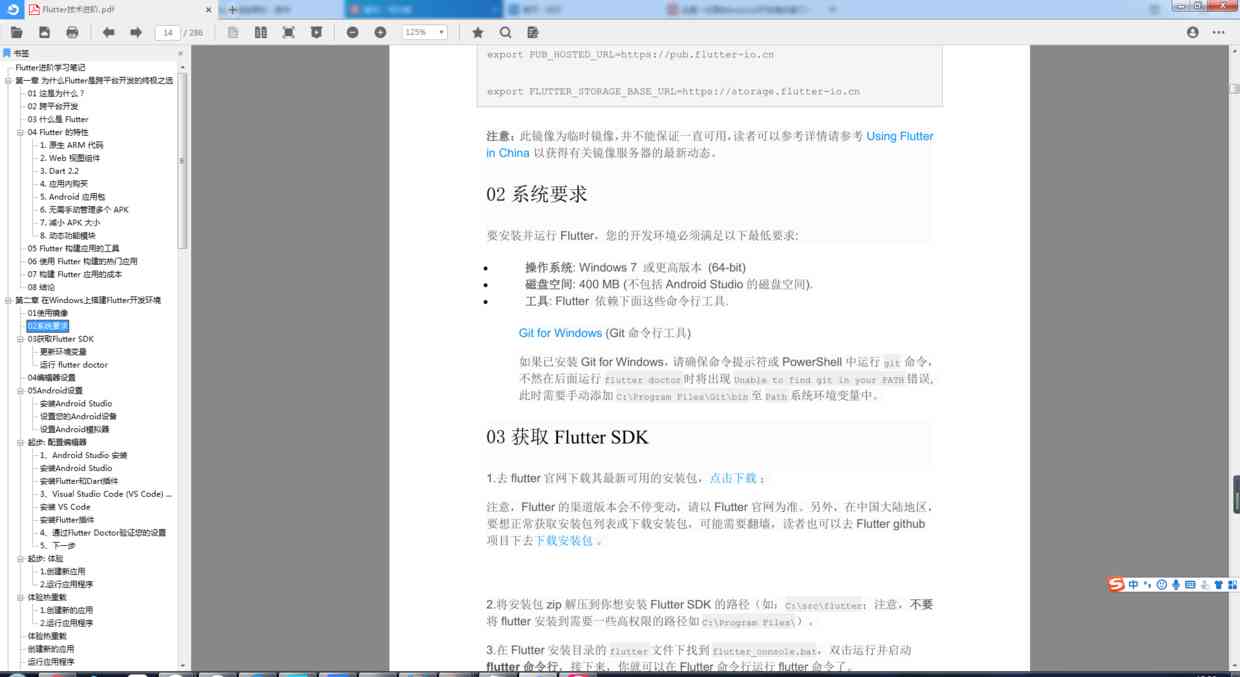 Flutter技术进阶.pdf
14 / 286
125%
书签
Flutter进阶学习笔记
第一章 为什么Flutter是跨平台开发的终极之选
01 这是为什么？
02 跨平台开发
03 什么是 Flutter
04 Flutter 的特性
1. 原生 ARM 代码
2. Web 视图组件
3. Dart 2.2
4. 应用内购买
5. Android 应用包
6. 无需手动管理多个 APK
7. 减小 APK 大小
8. 动态功能模块
05 Flutter 构建应用的工具
06 使用 Flutter 构建的热门应用
07 构建 Flutter 应用的成本
08 结论
第二章 在Windows上搭建Flutter开发环境
01使用镜像
02系统要求
03获取Flutter SDK
更新环境变量
运行 flutter doctor
04编辑器设置
05Android设置
安装Android Studio
设置您的Android设备
设置Android模拟器
起步: 配置编辑器
1、Android Studio 安装
安装Android Studio
安装Flutter和Dart插件
3、Visual Studio Code (VS Code) ...
安装 VS Code
安装Flutter插件
4、通过Flutter Doctor验证您的设置
5、下一步
起步: 体验
1.创建新应用
2.运行应用程序
体验热重载
1.创建新的应用
2.运行应用程序
体验热重载
创建新的应用
运行应用程序
export PUB_HOSTED_URL=https://pub.flutter-io.cn
export FLUTTER_STORAGE_BASE_URL=https://storage.flutter-io.cn
注意： 此镜像为临时镜像，并不能保证一直可用，读者可以参考详情请参考 Using Flutter
in China 以获得有关镜像服务器的最新动态。
02 系统要求
要安装并运行 Flutter，您的开发环境必须满足以下最低要求:
操作系统: Windows 7 或更高版本 (64-bit)
磁盘空间: 400 MB (不包括 Android Studio 的磁盘空间).
工具: Flutter 依赖下面这些命令行工具.
Git for Windows (Git 命令行工具)
如果已安装 Git for Windows，请确保命令提示符或 PowerShell 中运行 git 命令，
不然在后面运行 flutter doctor 时将出现 Unable to find git in your PATH 错误,
此时需要手动添加 C:\Program Files\Git\bin 至 Path 系统环境变量中。
03 获取 Flutter SDK
1.去 flutter 官网下载其最新可用的安装包，点击下载 ；
注意，Flutter 的渠道版本会不停变动，请以 Flutter 官网为准。另外，在中国大陆地区，
要想正常获取安装包列表或下载安装包，可能需要翻墙，读者也可以去 Flutter github
项目下去下载安装包 。
2.将安装包 zip 解压到你想安装 Flutter SDK 的路径（如：C:\src\flutter；注意，不要
将 flutter 安装到需要一些高权限的路径如 C:\Program Files\）。
3.在 Flutter 安装目录的 flutter 文件下找到 flutter_console.bat，双击运行并启动
flutter 命令行，接下来，你就可以在 Flutter 命令行运行 flutter 命令了。
中